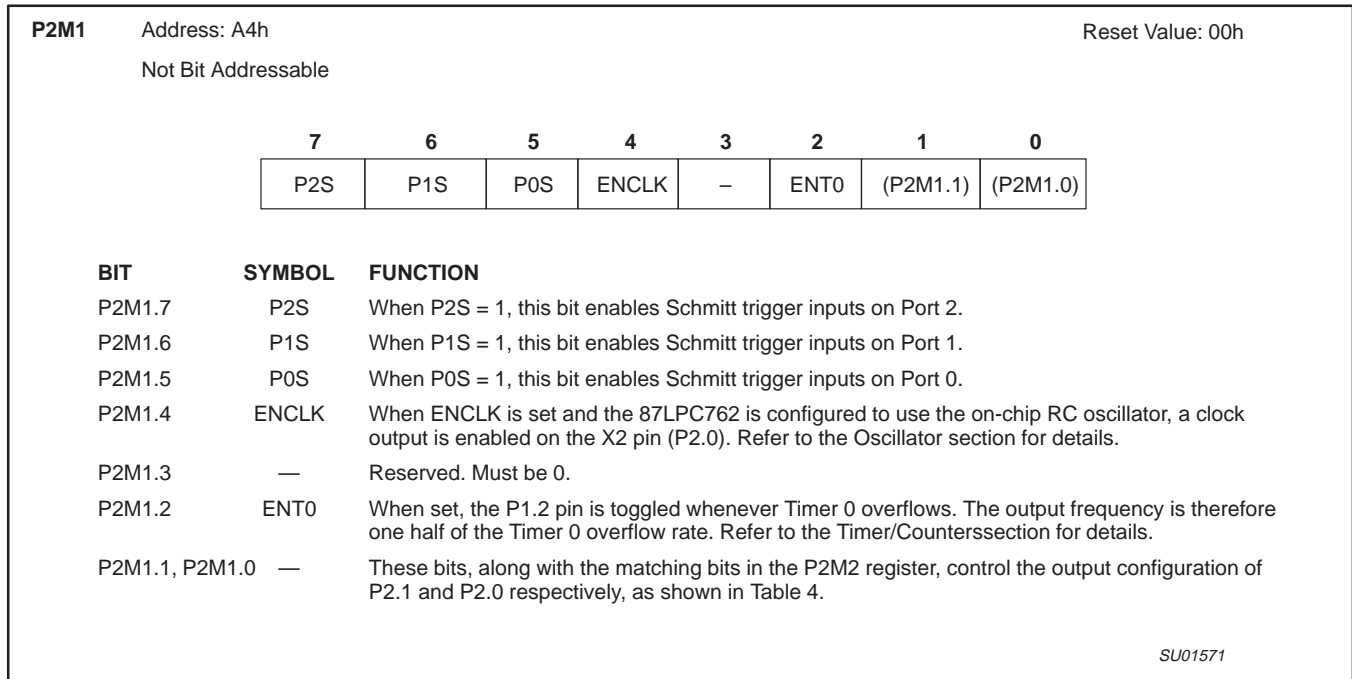 P2M1 Address: A4h Reset Value: 00h
Not Bit Addressable
7 6 5 4 3 2 1 0
P2S P1S P0S ENCLK – ENT0 (P2M1.1) (P2M1.0)
BIT SYMBOL FUNCTION
P2M1.7 P2S When P2S = 1, this bit enables Schmitt trigger inputs on Port 2.
P2M1.6 P1S When P1S = 1, this bit enables Schmitt trigger inputs on Port 1.
P2M1.5 P0S When P0S = 1, this bit enables Schmitt trigger inputs on Port 0.
P2M1.4 ENCLK When ENCLK is set and the 87LPC762 is configured to use the on-chip RC oscillator, a clock
output is enabled on the X2 pin (P2.0). Refer to the Oscillator section for details.
P2M1.3 — Reserved. Must be 0.
P2M1.2 ENT0 When set, the P1.2 pin is toggled whenever Timer 0 overflows. The output frequency is therefore
one half of the Timer 0 overflow rate. Refer to the Timer/Counterssection for details.
P2M1.1, P2M1.0 — These bits, along with the matching bits in the P2M2 register, control the output configuration of
P2.1 and P2.0 respectively, as shown in Table 4.
SU01571